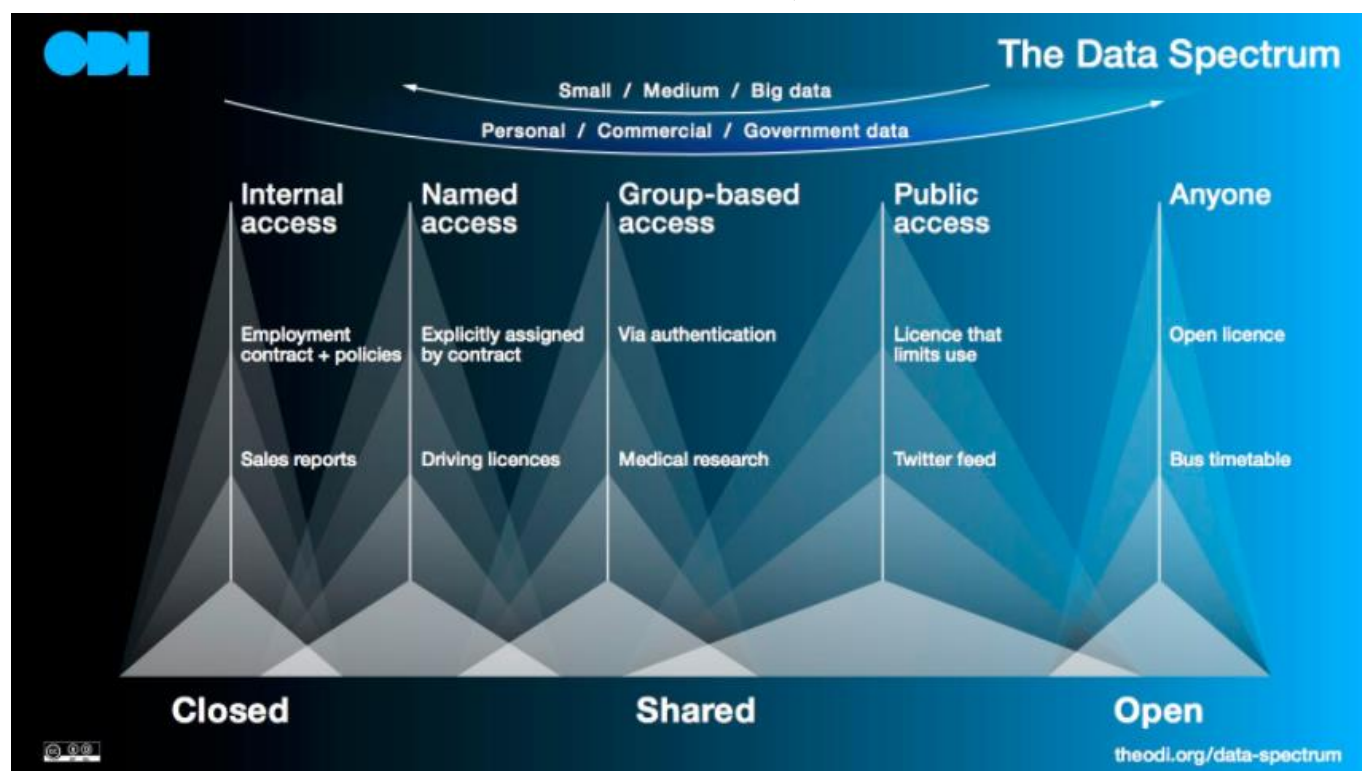 ODI
The Data Spectrum
Small / Medium / Big data
Personal / Commercial / Government data
Internal
access
Named
access
Group-based
access
Public
access
Anyone
Employment
contract + policies
Explicitly assigned
by contract
Via authentication
Licence that
limits use
Open licence
Sales reports
Driving licences
Medical research
Twitter feed
Bus timetable
Closed
Shared
Open
theodi.org/data-spectrum